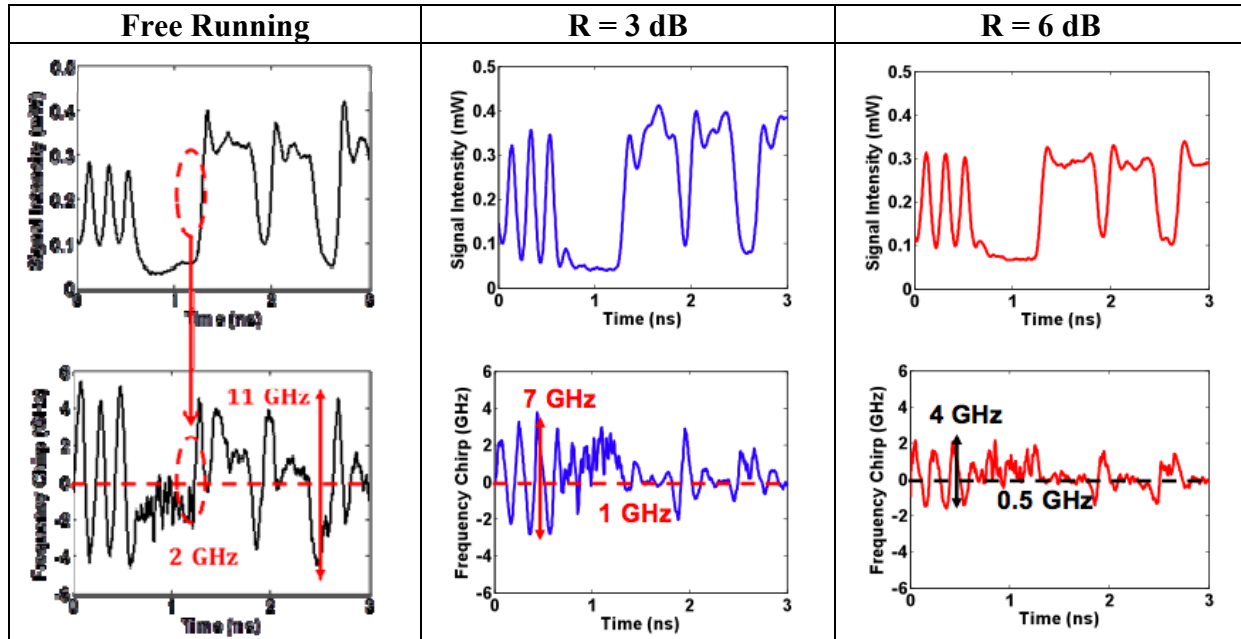 Free Running
R = 3 dB
R = 6 dB
Signal Intensity (mW)
0.5
0.4
0.3
0.2
0.1
0
0 1 2 3
Time (ns)
Signal Intensity (mW)
0.5
0.4
0.3
0.2
0.1
0
0 1 2 3
Time (ns)
Signal Intensity (mW)
0.5
0.4
0.3
0.2
0.1
0
0 1 2 3
Time (ns)
Frequency Chirp (GHz)
6
4
2
0
-2
-4
-6
11 GHz
2 GHz
0 1 2 3
Time (ns)
Frequency Chirp (GHz)
6
4
2
0
-2
-4
-6
7 GHz
1 GHz
0 1 2 3
Time (ns)
Frequency Chirp (GHz)
6
4
2
0
-2
-4
-6
4 GHz
0.5 GHz
0 1 2 3
Time (ns)